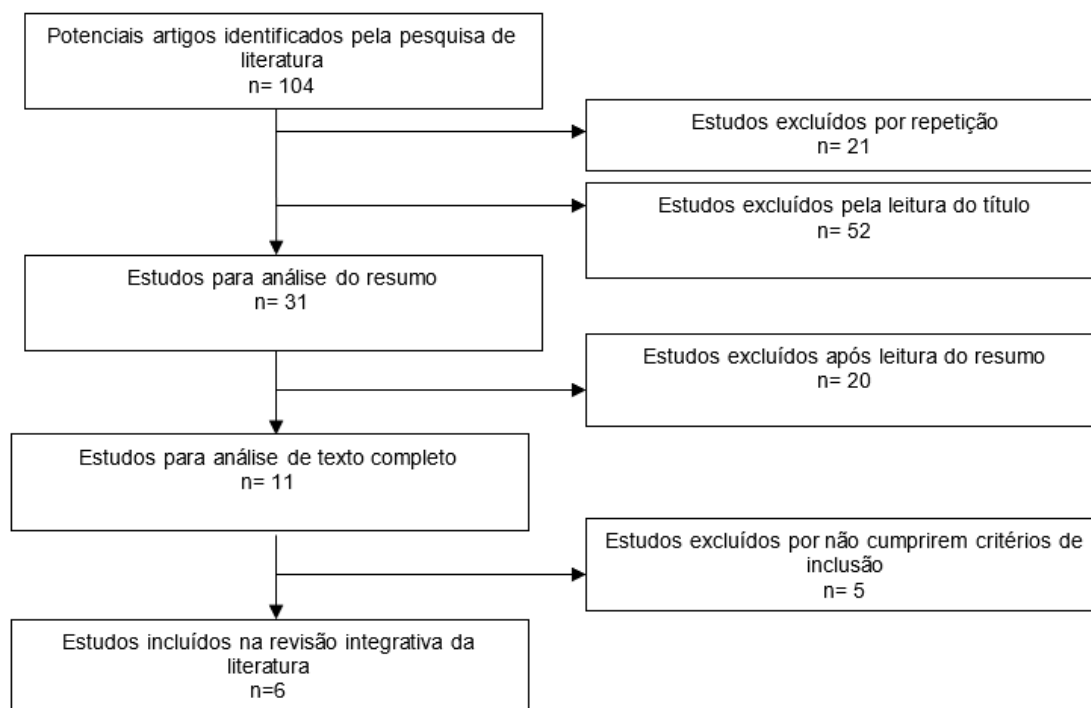 Potenciais artigos identificados pela pesquisa de
literatura
n= 104
Estudos excluídos por repetição
n= 21
Estudos excluídos pela leitura do título
n= 52
Estudos para análise do resumo
n= 31
Estudos excluídos após leitura do resumo
n= 20
Estudos para análise de texto completo
n= 11
Estudos excluídos por não cumprirem critérios de
inclusão
n= 5
Estudos incluídos na revisão integrativa da
literatura
n=6